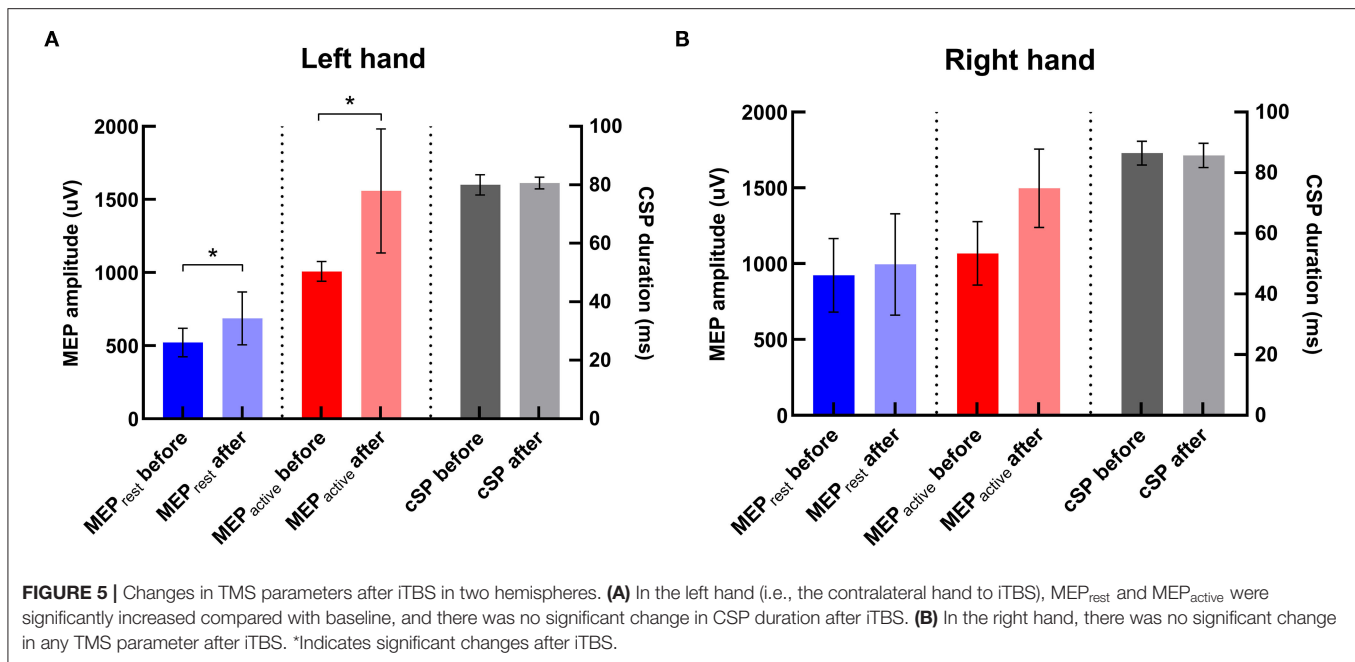 A
Left hand
*
*
2000
1500
1000
500
0
MEP amplitude (uV)
100
80
60
40
20
0
CSP duration (ms)
MEP rest before
MEP rest after
MEP active before
MEP active after
cSP before
cSP after
B
Right hand
2000
1500
1000
500
0
MEP amplitude (uV)
100
80
60
40
20
0
CSP duration (ms)
MEP rest before
MEP rest after
MEP active before
MEP active after
cSP before
cSP after
FIGURE 5 | Changes in TMS parameters after iTBS in two hemispheres. (A) In the left hand (i.e., the contralateral hand to iTBS), MEPrest and MEPactive were
significantly increased compared with baseline, and there was no significant change in CSP duration after iTBS. (B) In the right hand, there was no significant change
in any TMS parameter after iTBS. *Indicates significant changes after iTBS.